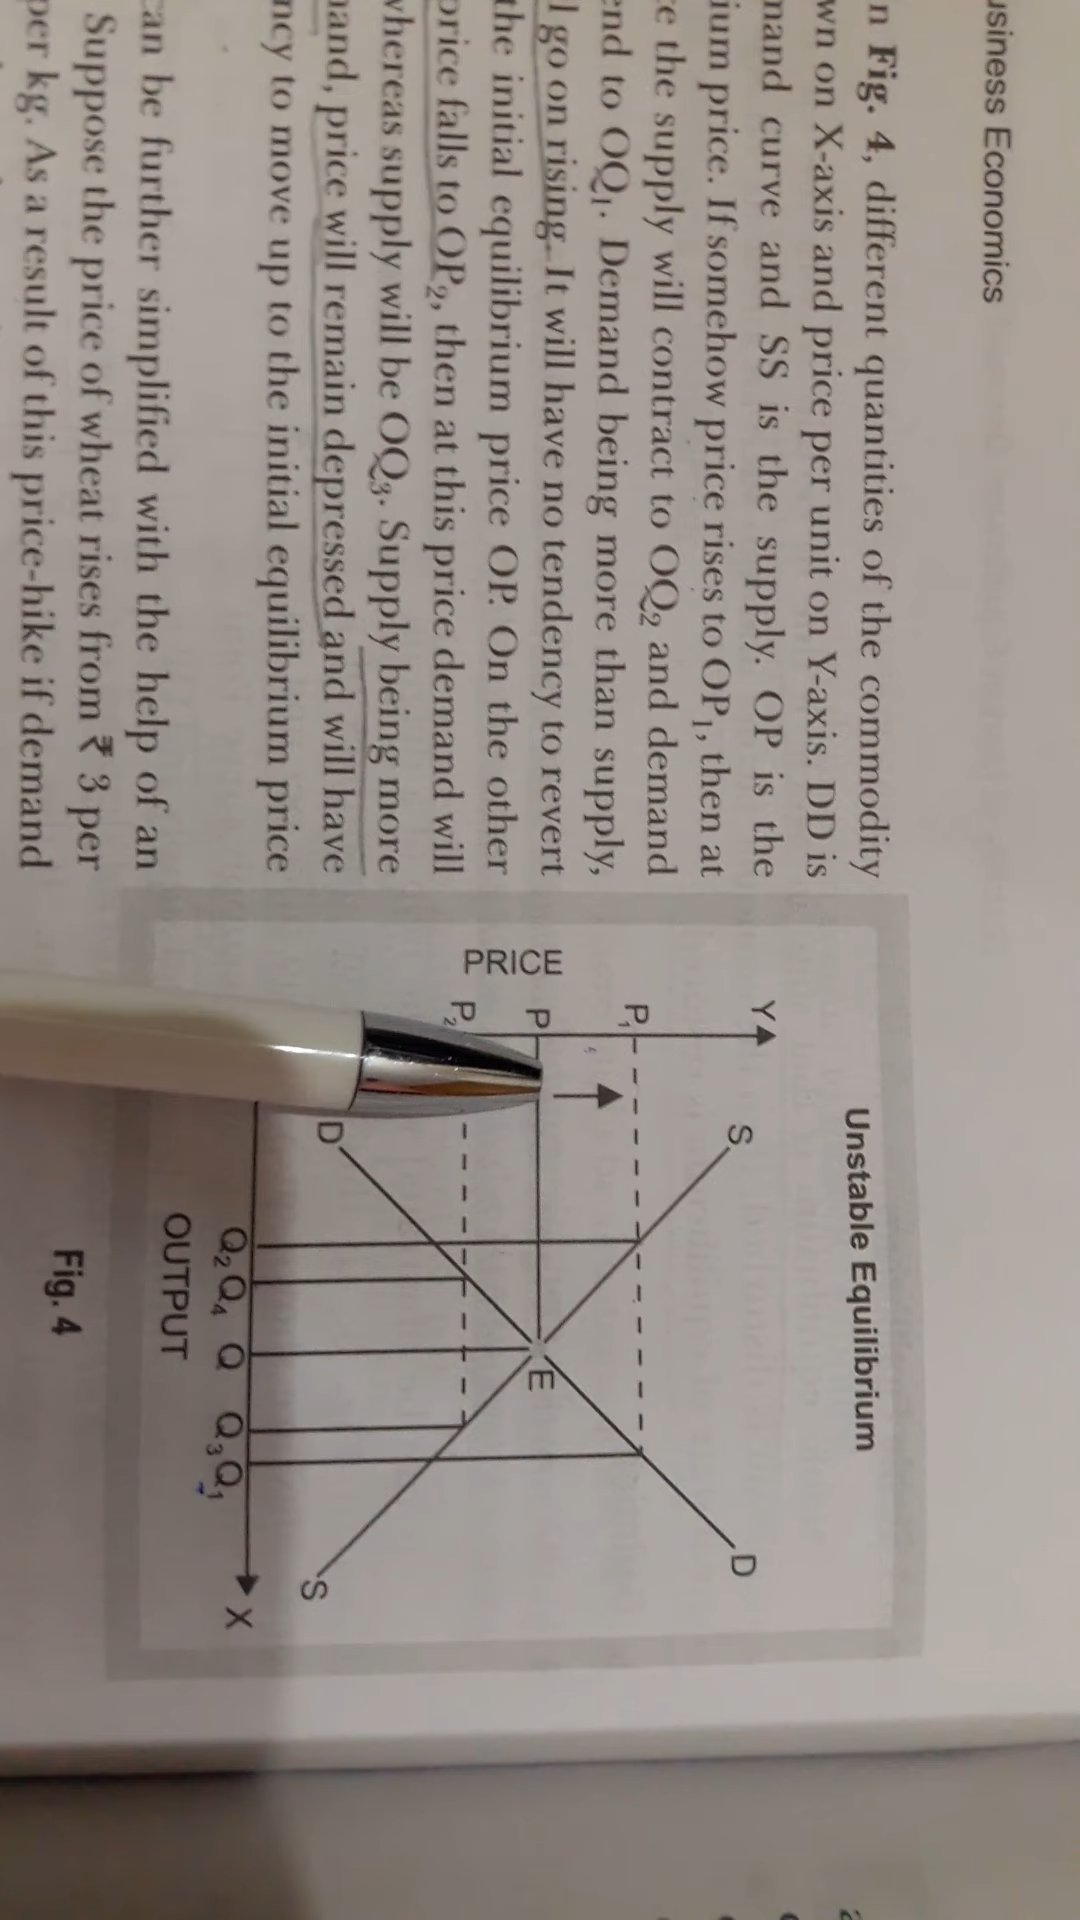 usiness Economics
n Fig. 4, different quantities of the commodity
wn on X-axis and price per unit on Y-axis. DD is
mand curve and SS is the supply. OP is the
ium price. If somehow price rises to OP₁, then at
e the supply will contract to OQ₂ and demand
end to OQ₁. Demand being more than supply,
l go on rising. It will have no tendency to revert
the initial equilibrium price OP. On the other
price falls to OP₂, then at this price demand will
whereas supply will be OQ₃. Supply being more
nand, price will remain depressed and will have
ncy to move up to the initial equilibrium price
can be further simplified with the help of an
Suppose the price of wheat rises from ₹ 3 per
per kg. As a result of this price-hike if demand
Unstable Equilibrium
Y
S
D
P₁
PRICE
P
E
P₂
D
S
Q₂ Q₄ Q Q₃ Q₁
X
OUTPUT
Fig. 4